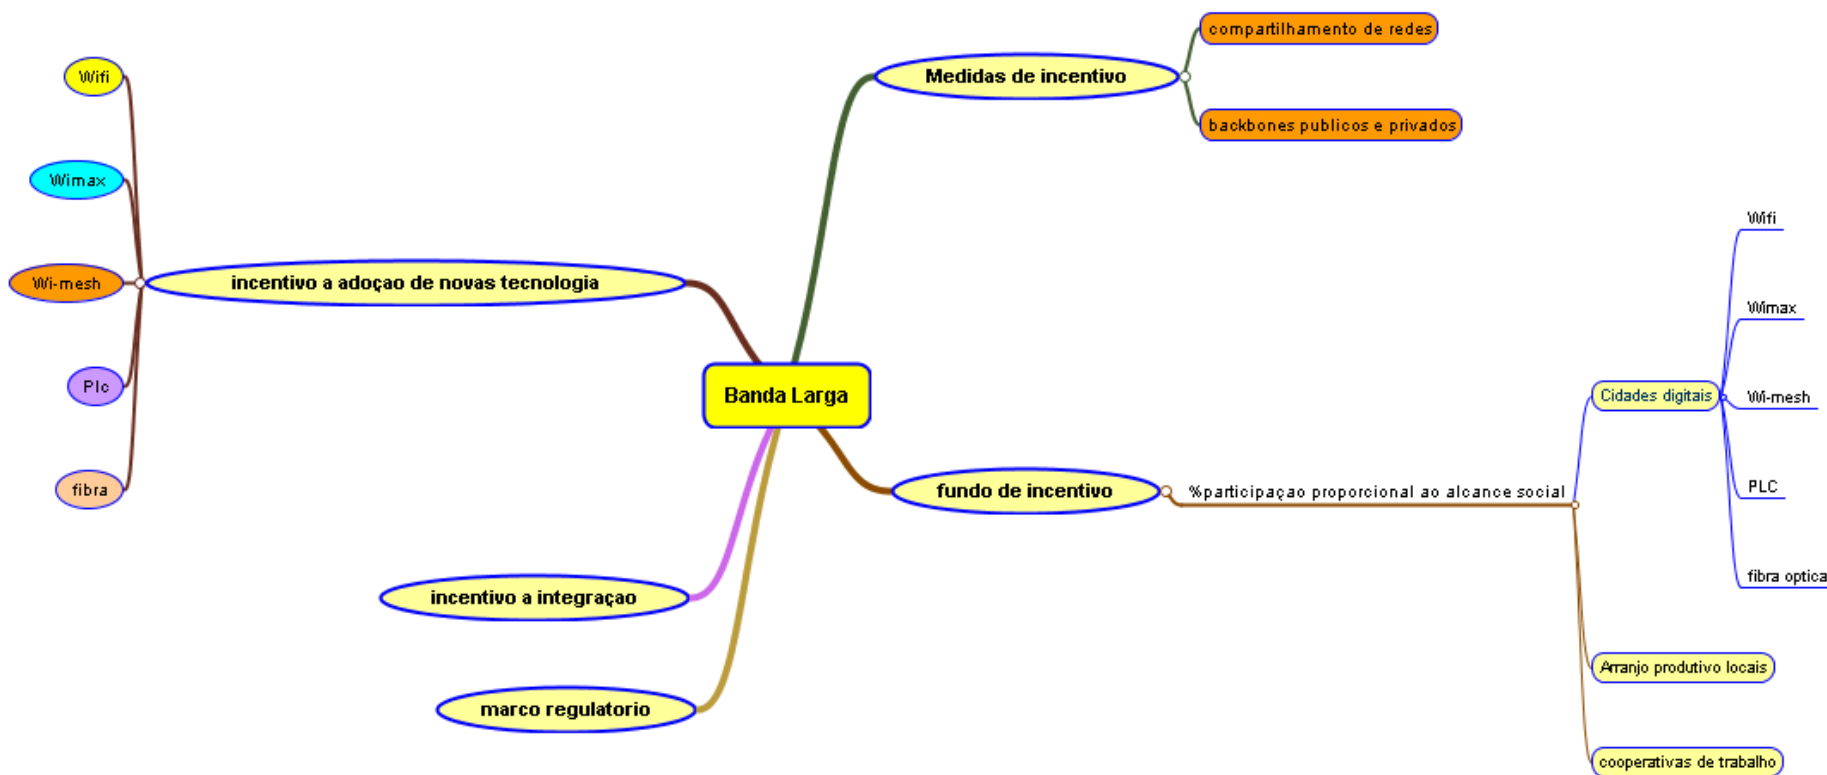 Banda Larga
Medidas de incentivo
compartilhamento de redes
backbones publicos e privados
fundo de incentivo
%participaçao proporcional ao alcance social
Cidades digitais
Wifi
Wimax
Wi-mesh
PLC
fibra optica
Arranjo produtivo locais
cooperativas de trabalho
incentivo a adoçao de novas tecnologia
Wifi
Wimax
Wi-mesh
Plc
fibra
incentivo a integraçao
marco regulatorio